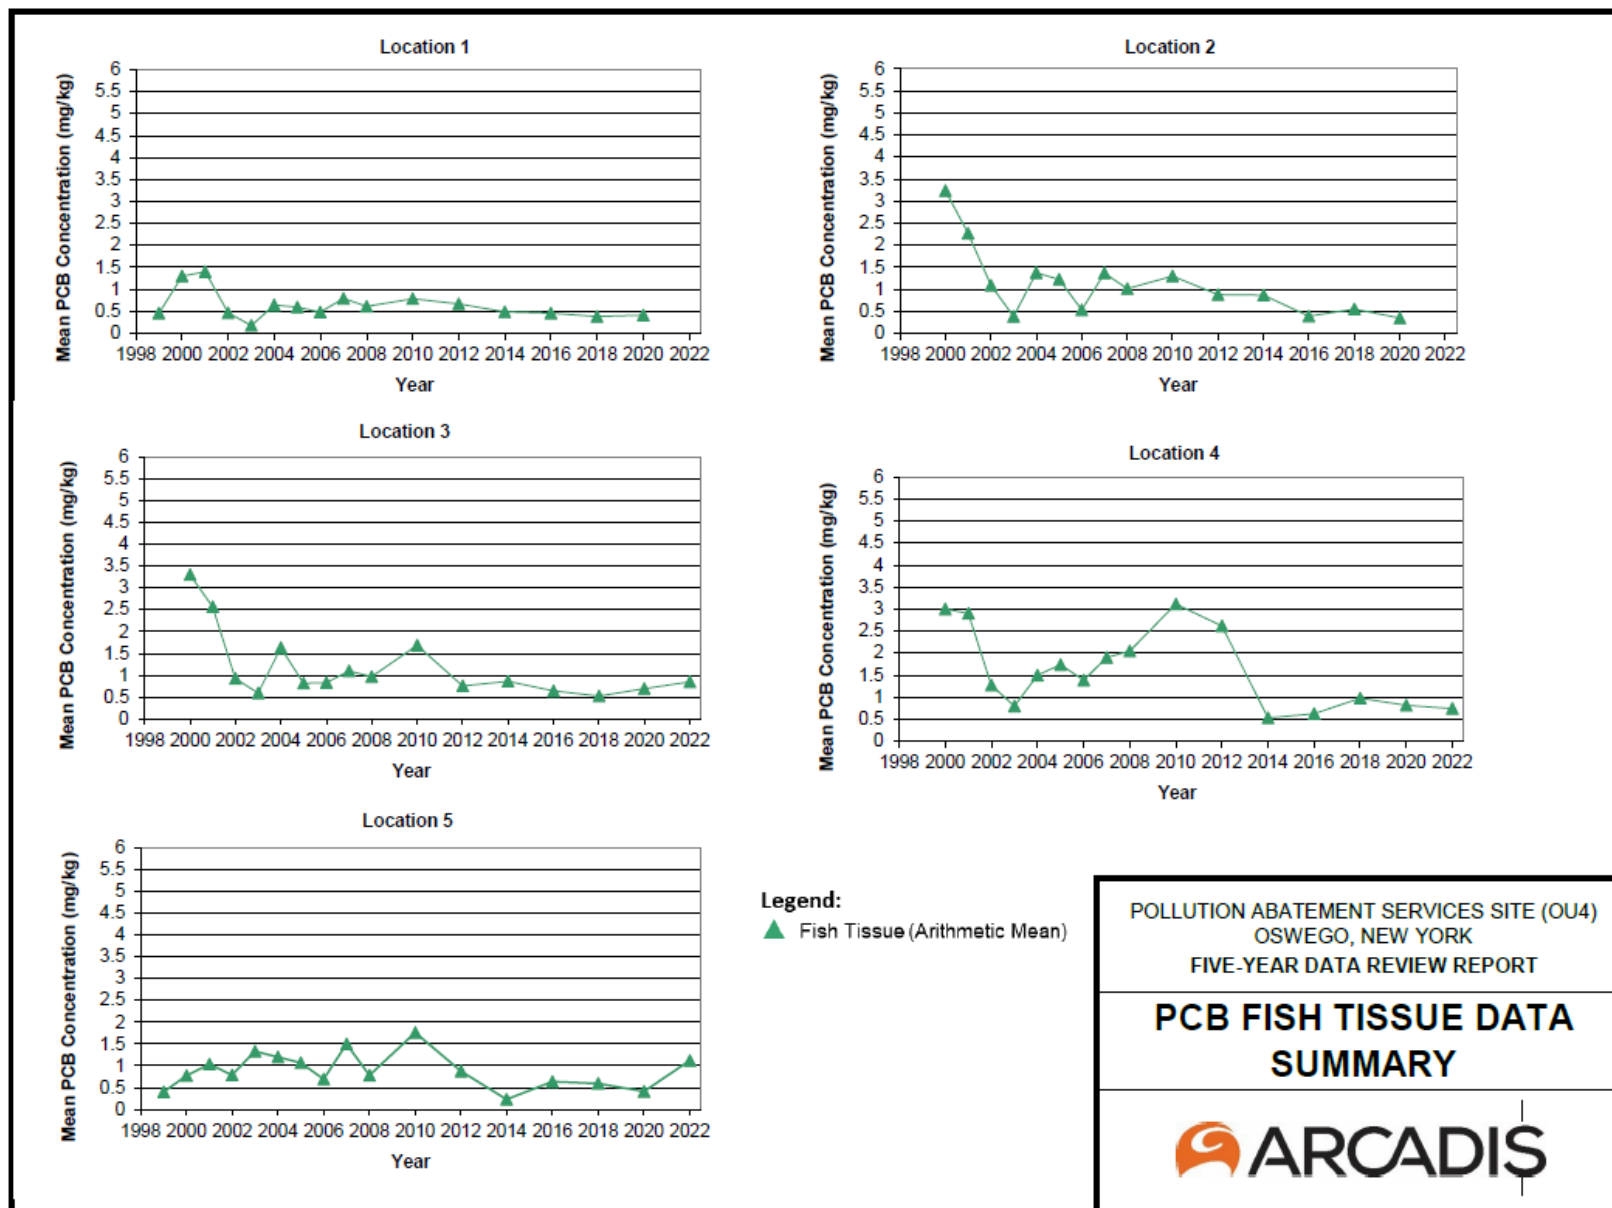 Location 1
Mean PCB Concentration (mg/kg)
6
5.5
5
4.5
4
3.5
3
2.5
2
1.5
1
0.5
0
1998 2000 2002 2004 2006 2008 2010 2012 2014 2016 2018 2020 2022
Year
Location 2
Mean PCB Concentration (mg/kg)
6
5.5
5
4.5
4
3.5
3
2.5
2
1.5
1
0.5
0
1998 2000 2002 2004 2006 2008 2010 2012 2014 2016 2018 2020 2022
Year
Location 3
Mean PCB Concentration (mg/kg)
6
5.5
5
4.5
4
3.5
3
2.5
2
1.5
1
0.5
0
1998 2000 2002 2004 2006 2008 2010 2012 2014 2016 2018 2020 2022
Year
Location 4
Mean PCB Concentration (mg/kg)
6
5.5
5
4.5
4
3.5
3
2.5
2
1.5
1
0.5
0
1998 2000 2002 2004 2006 2008 2010 2012 2014 2016 2018 2020 2022
Year
Location 5
Mean PCB Concentration (mg/kg)
6
5.5
5
4.5
4
3.5
3
2.5
2
1.5
1
0.5
0
1998 2000 2002 2004 2006 2008 2010 2012 2014 2016 2018 2020 2022
Year
Legend:
Fish Tissue (Arithmetic Mean)
POLLUTION ABATEMENT SERVICES SITE (OU4)
OSWEGO, NEW YORK
FIVE-YEAR DATA REVIEW REPORT
PCB FISH TISSUE DATA
SUMMARY
ARCADIS